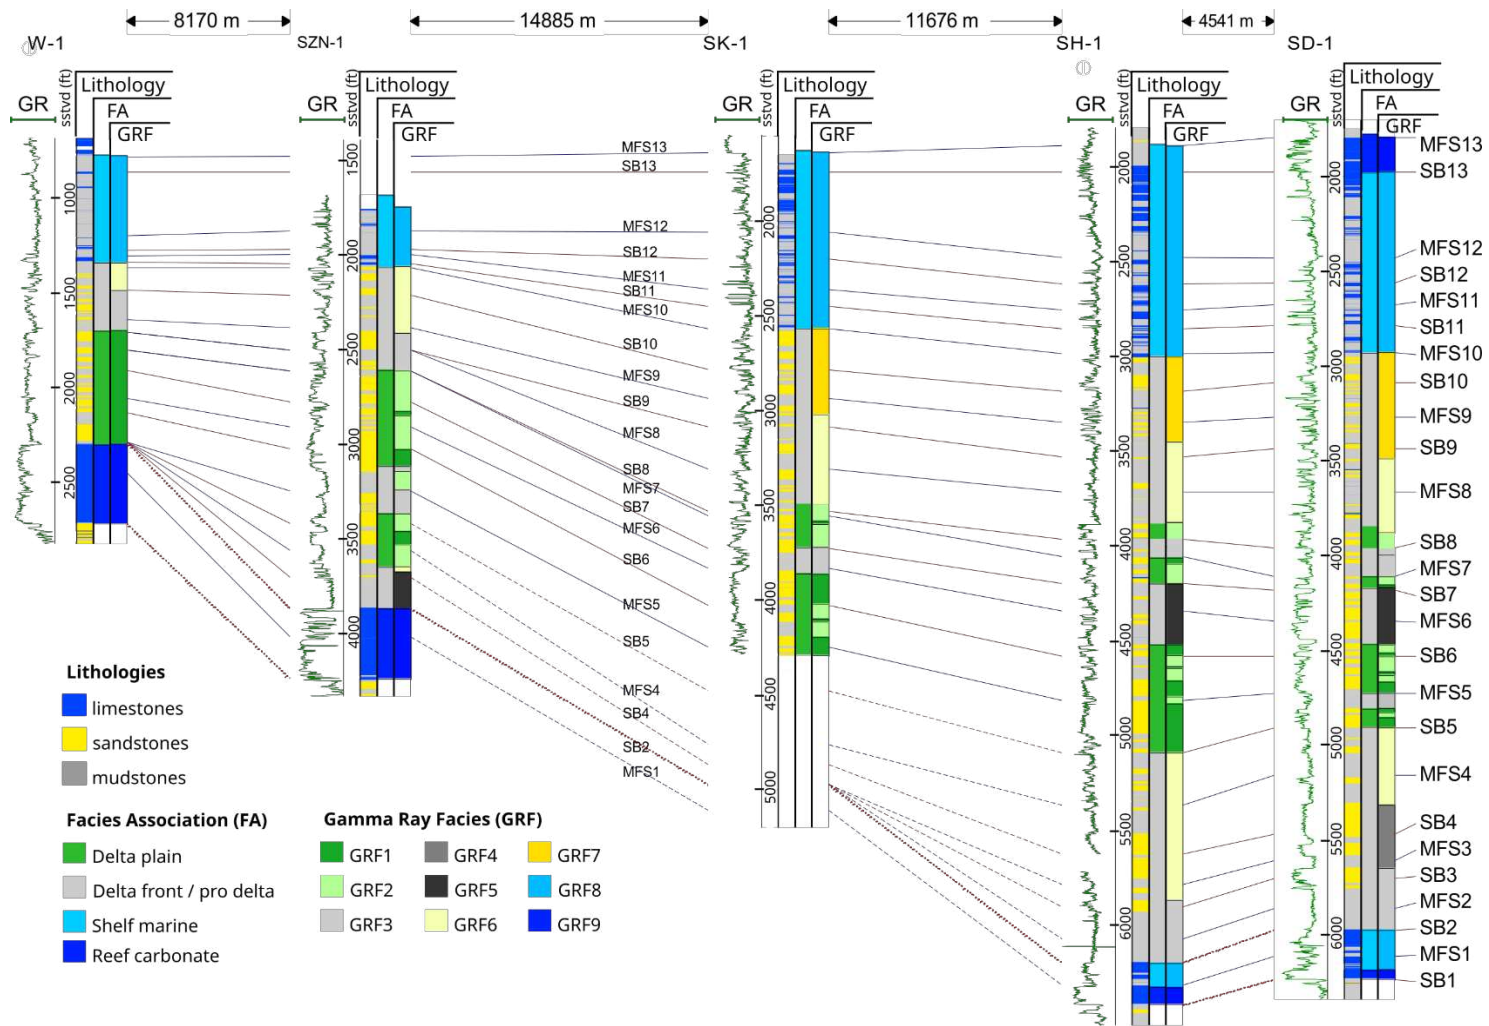 8170 m
14885 m
11676 m
4541 m
W-1
SZN-1
SK-1
SH-1
SD-1
GR
sstvd (ft)
Lithology
FA
GRF
1000
1500
2000
2500
GR
sstvd (ft)
Lithology
FA
GRF
1500
2000
2500
3000
3500
4000
MFS13
SB13
MFS12
SB12
MFS11
SB11
MFS10
SB10
MFS9
SB9
MFS8
SB8
MFS7
SB7
MFS6
SB6
MFS5
SB5
MFS4
SB4
SB2
MFS1
GR
sstvd (ft)
Lithology
FA
GRF
2000
2500
3000
3500
4000
4500
5000
GR
sstvd (ft)
Lithology
FA
GRF
2000
2500
3000
3500
4000
4500
5000
5500
6000
GR
sstvd (ft)
Lithology
FA
GRF
2000
2500
3000
3500
4000
4500
5000
5500
6000
MFS13
SB13
MFS12
SB12
MFS11
SB11
MFS10
SB10
MFS9
SB9
MFS8
SB8
MFS7
SB7
MFS6
SB6
MFS5
SB5
MFS4
SB4
MFS3
SB3
MFS2
SB2
MFS1
SB1
Lithologies
limestones
sandstones
mudstones
Facies Association (FA)
Delta plain
Delta front / pro delta
Shelf marine
Reef carbonate
Gamma Ray Facies (GRF)
GRF1
GRF4
GRF7
GRF2
GRF5
GRF8
GRF3
GRF6
GRF9